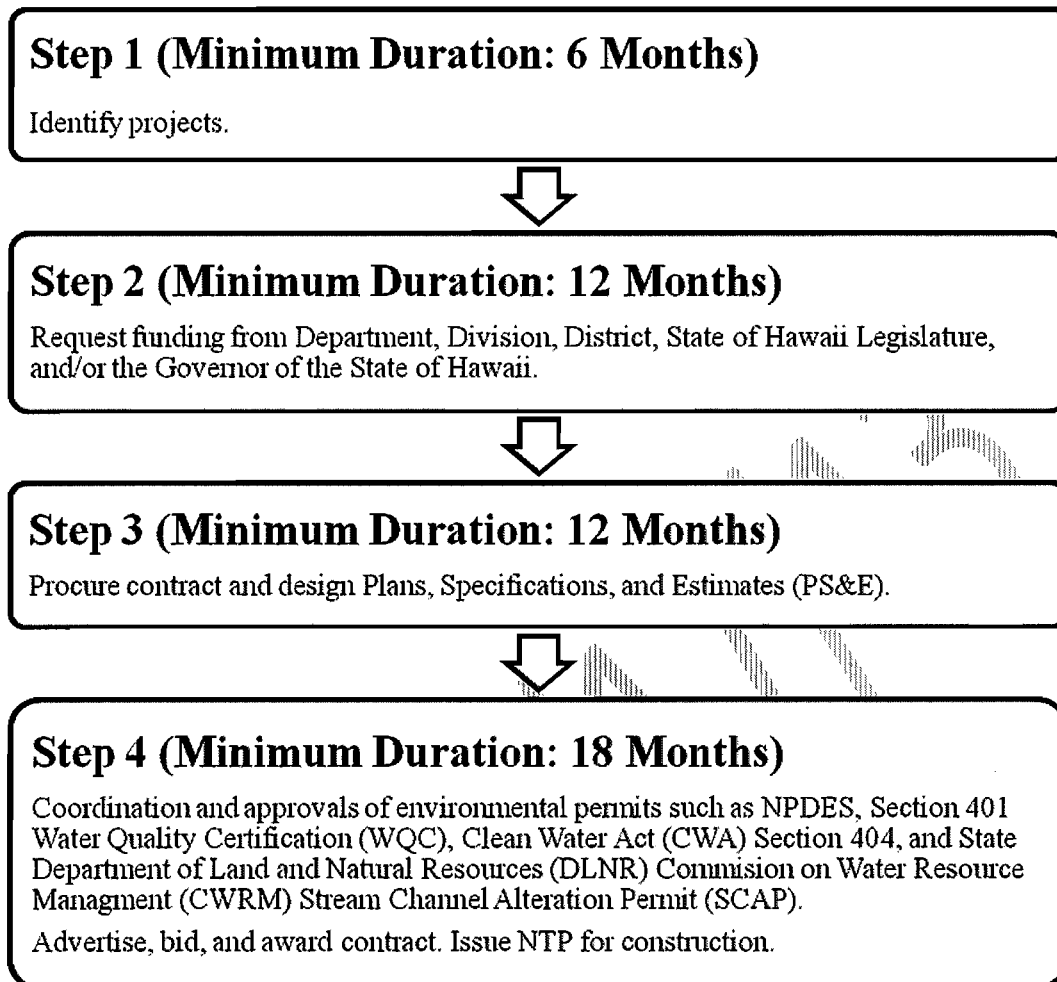 Step 1 (Minimum Duration: 6 Months)
Identify projects.
Step 2 (Minimum Duration: 12 Months)
Request funding from Department, Division, District, State of Hawaii Legislature,
and/or the Governor of the State of Hawaii.
Step 3 (Minimum Duration: 12 Months)
Procure contract and design Plans, Specifications, and Estimates (PS&E).
Step 4 (Minimum Duration: 18 Months)
Coordination and approvals of environmental permits such as NPDES, Section 401
Water Quality Certification (WQC), Clean Water Act (CWA) Section 404, and State
Department of Land and Natural Resources (DLNR) Commision on Water Resource
Managment (CWRM) Stream Channel Alteration Permit (SCAP).
Advertise, bid, and award contract. Issue NTP for construction.